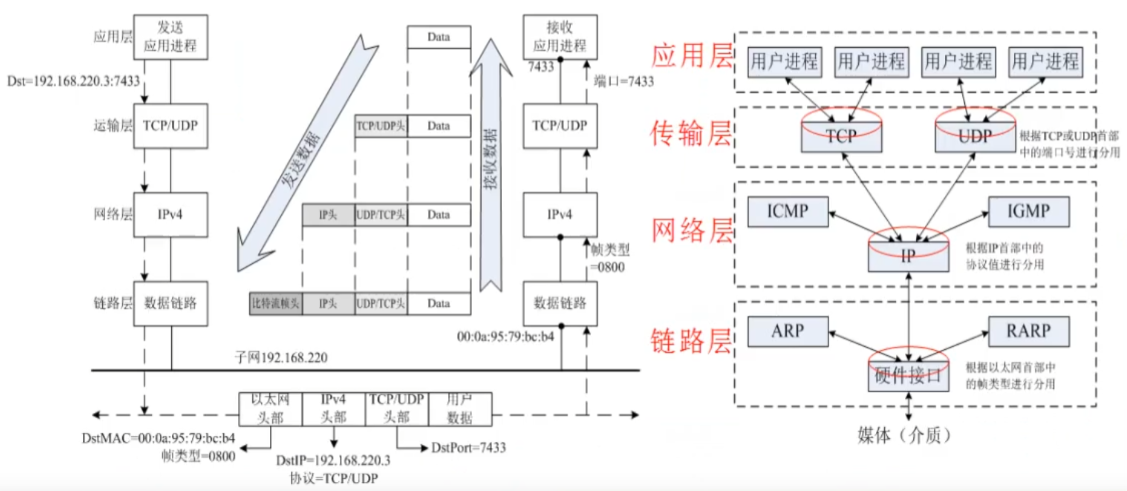 应用层
发送
应用进程
Data
接收
应用进程
Dst=192.168.220.3:7433
7433
端口=7433
运输层
TCP/UDP
TCP/UDP头
Data
TCP/UDP
发送数据
接收数据
网络层
IPv4
IP头
UDP/TCP头
Data
IPv4
帧类型
=0800
链路层
数据链路
比特流帧头
IP头
UDP/TCP头
Data
数据链路
00:0a:95:79:bc:b4
子网192.168.220
以太网
头部
IPv4
头部
TCP/UDP
头部
用户
数据
DstMAC=00:0a:95:79:bc:b4
帧类型=0800
DstIP=192.168.220.3
协议=TCP/UDP
DstPort=7433
应用层
用户进程
用户进程
用户进程
用户进程
传输层
TCP
UDP
根据TCP或UDP首部
中的端口号进行分用
网络层
ICMP
IGMP
IP
根据IP首部中的
协议值进行分用
链路层
ARP
RARP
硬件接口
根据以太网首部中
的帧类型进行分用
媒体（介质）